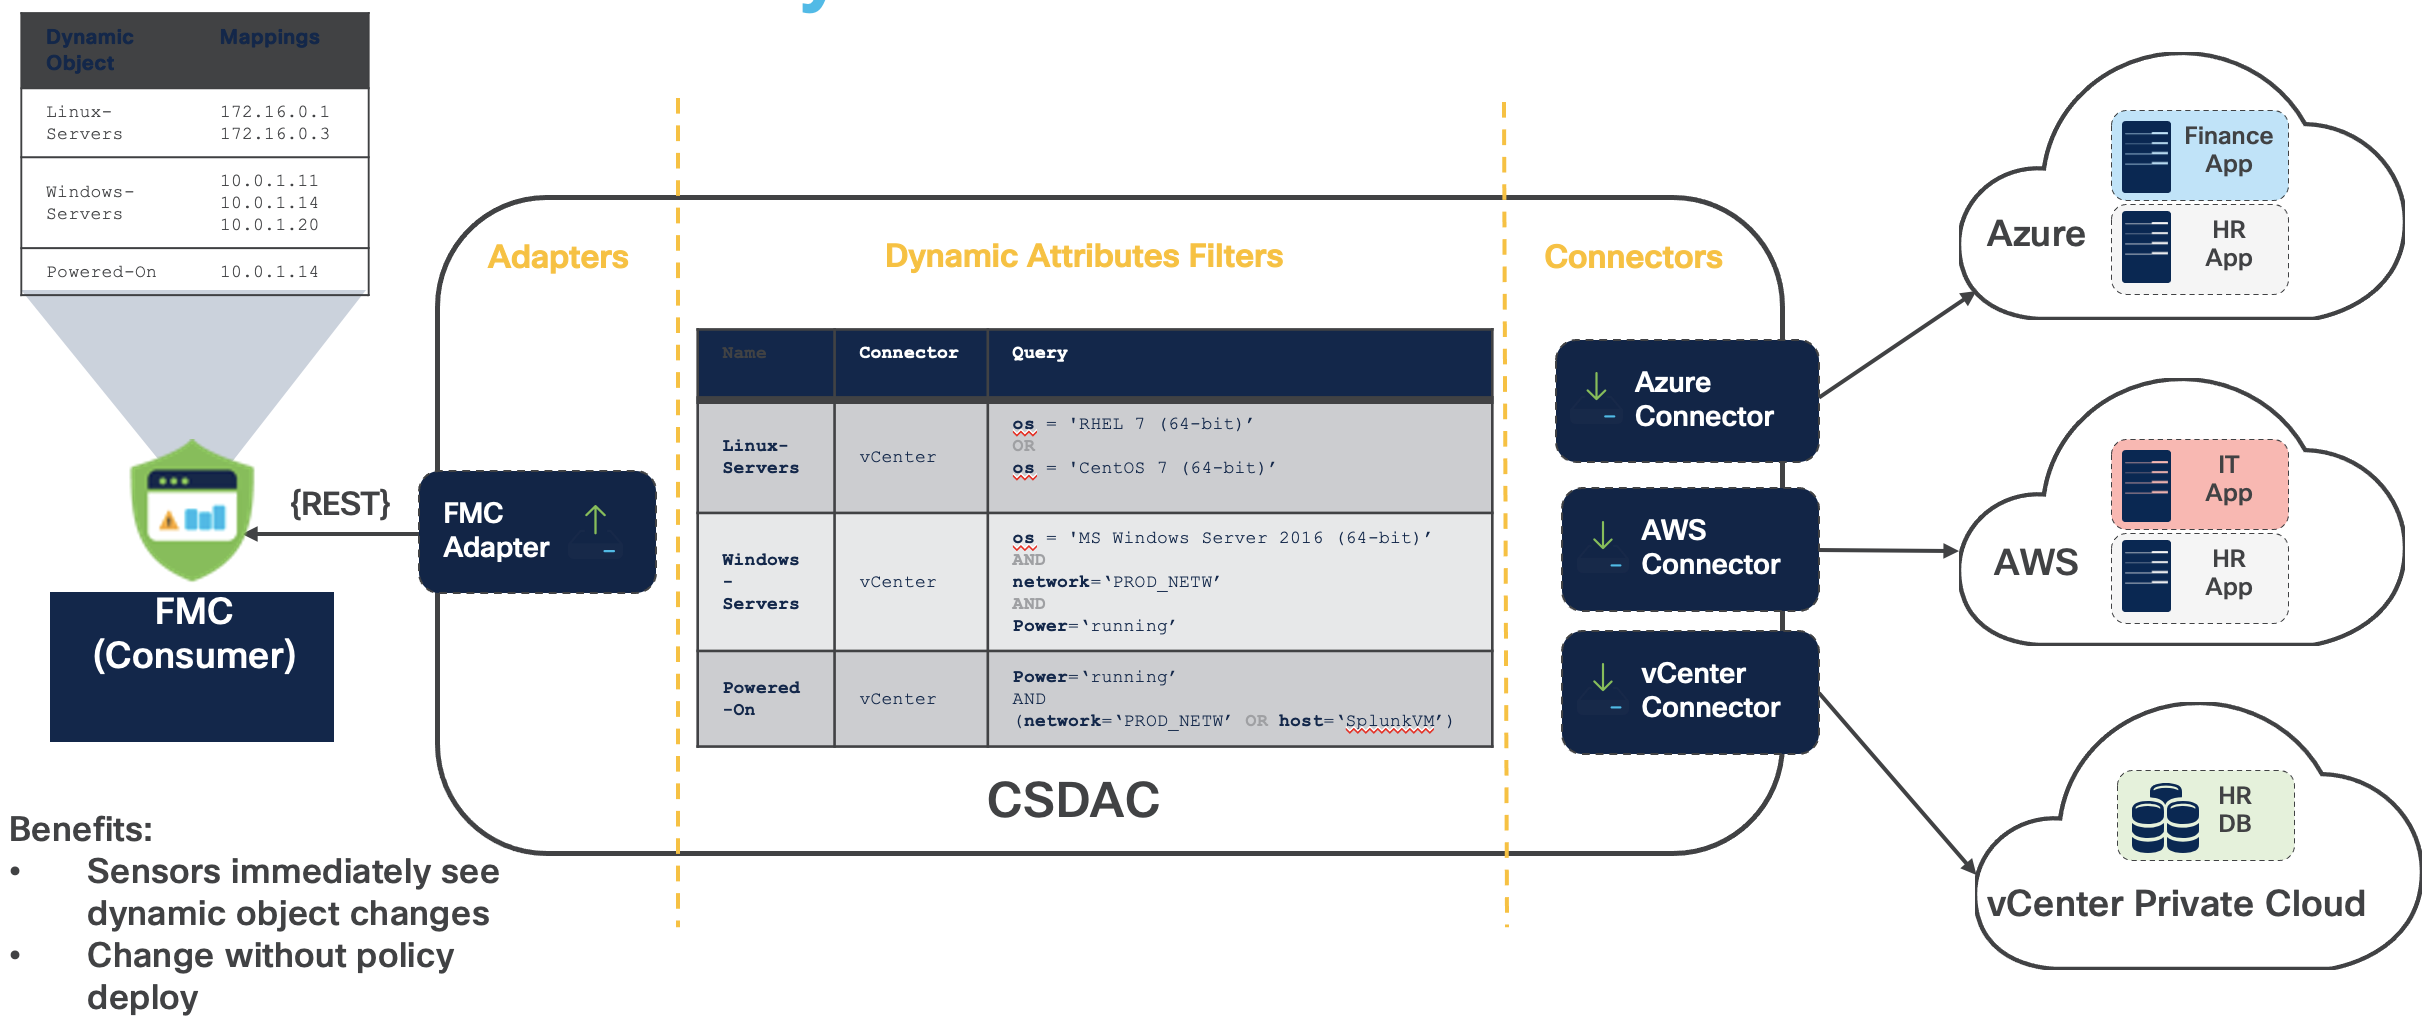 y
Dynamic Object
Mappings
Linux-
Servers
172.16.0.1
172.16.0.3
Windows-
Servers
10.0.1.11
10.0.1.14
10.0.1.20
Powered-On
10.0.1.14
{REST}
FMC
(Consumer)
Benefits:
• Sensors immediately see
dynamic object changes
• Change without policy
deploy
Adapters
FMC
Adapter
Dynamic Attributes Filters
Name
Connector
Query
Linux-
Servers
vCenter
os = 'RHEL 7 (64-bit)’
OR
os = 'CentOS 7 (64-bit)’
Windows
-
Servers
vCenter
os = 'MS Windows Server 2016 (64-bit)’
AND
network=‘PROD_NETW’
AND
Power=‘running’
Powered
-On
vCenter
Power=‘running’
AND
(network=‘PROD_NETW’ OR host=‘SplunkVM’)
CSDAC
Connectors
Azure
Connector
AWS
Connector
vCenter
Connector
Azure
Finance
App
HR
App
AWS
IT
App
HR
App
HR
DB
vCenter Private Cloud